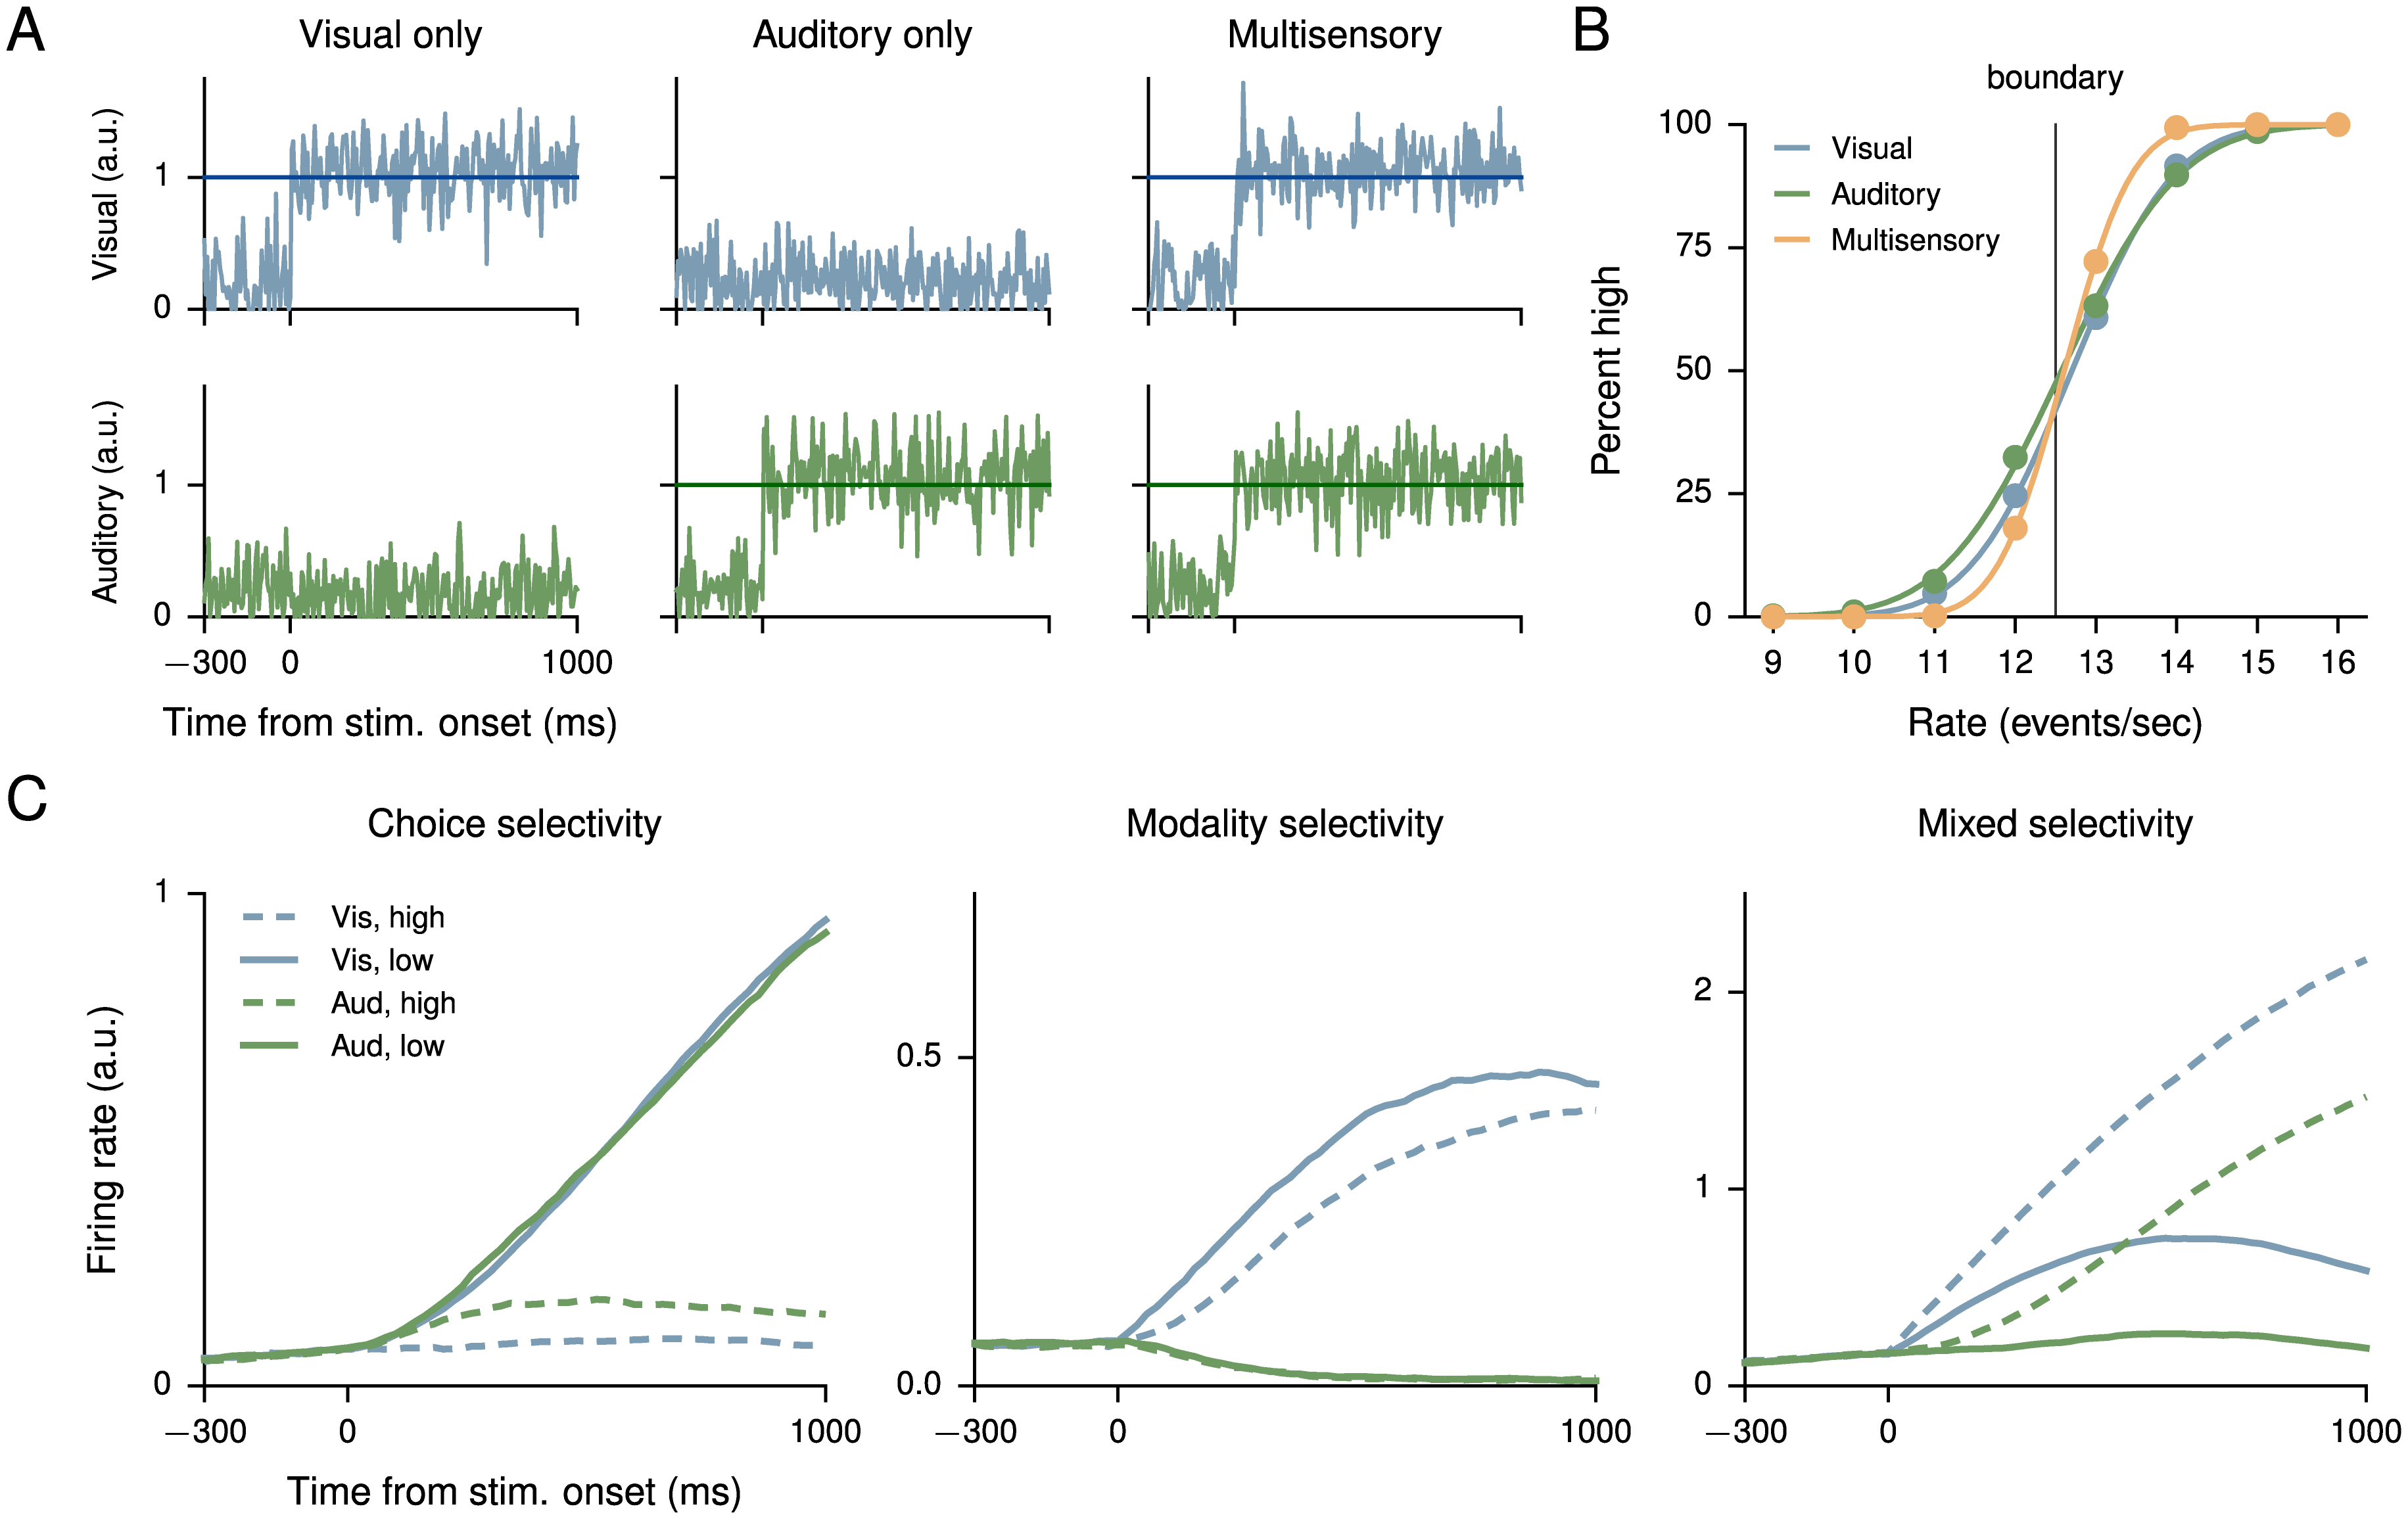 A
Visual only
Auditory only
Multisensory
Visual (a.u.)
1
0
Auditory (a.u.)
1
0
−300 0 1000
Time from stim. onset (ms)
B
boundary
Percent high
100
75
50
25
0
Visual
Auditory
Multisensory
9 10 11 12 13 14 15 16
Rate (events/sec)
C
Choice selectivity
Firing rate (a.u.)
1
0
Vis, high
Vis, low
Aud, high
Aud, low
−300 0 1000
Time from stim. onset (ms)
Modality selectivity
0.5
0.0
−300 0 1000
Mixed selectivity
2
1
0
−300 0 1000